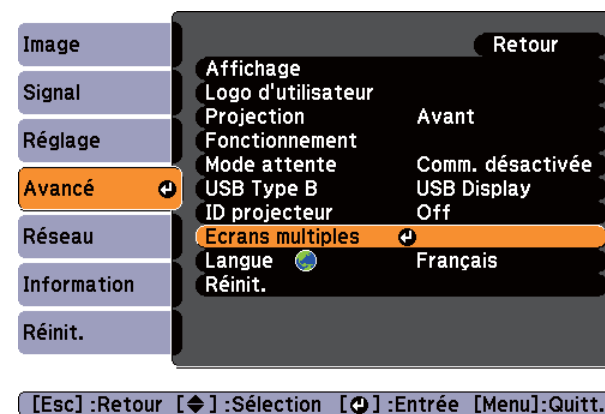 Image
Signal
Réglage
Avancé
Réseau
Information
Réinit.
Retour
Affichage
Logo d'utilisateur
Projection Avant
Fonctionnement
Mode attente Comm. désactivée
USB Type B USB Display
ID projecteur Off
Ecrans multiples
Langue Français
Réinit.
[Esc] :Retour [◆] :Sélection [↵] :Entrée [Menu]:Quitt.